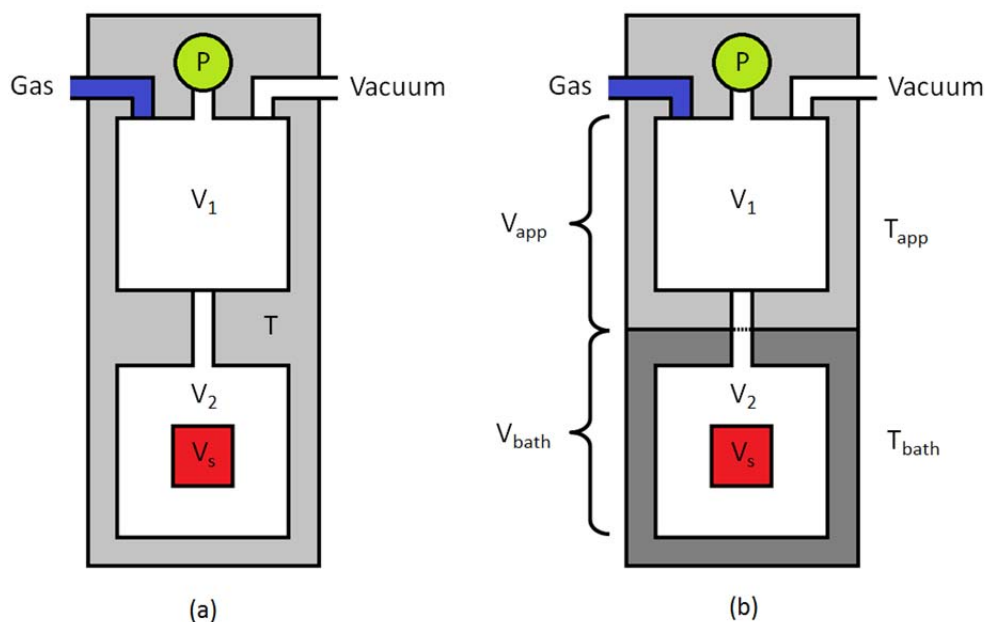 P
Gas
Vacuum
V1
T
V2
Vs
(a)
P
Gas
Vacuum
V1
Vapp
Tapp
V2
Vbath
Tbath
Vs
(b)